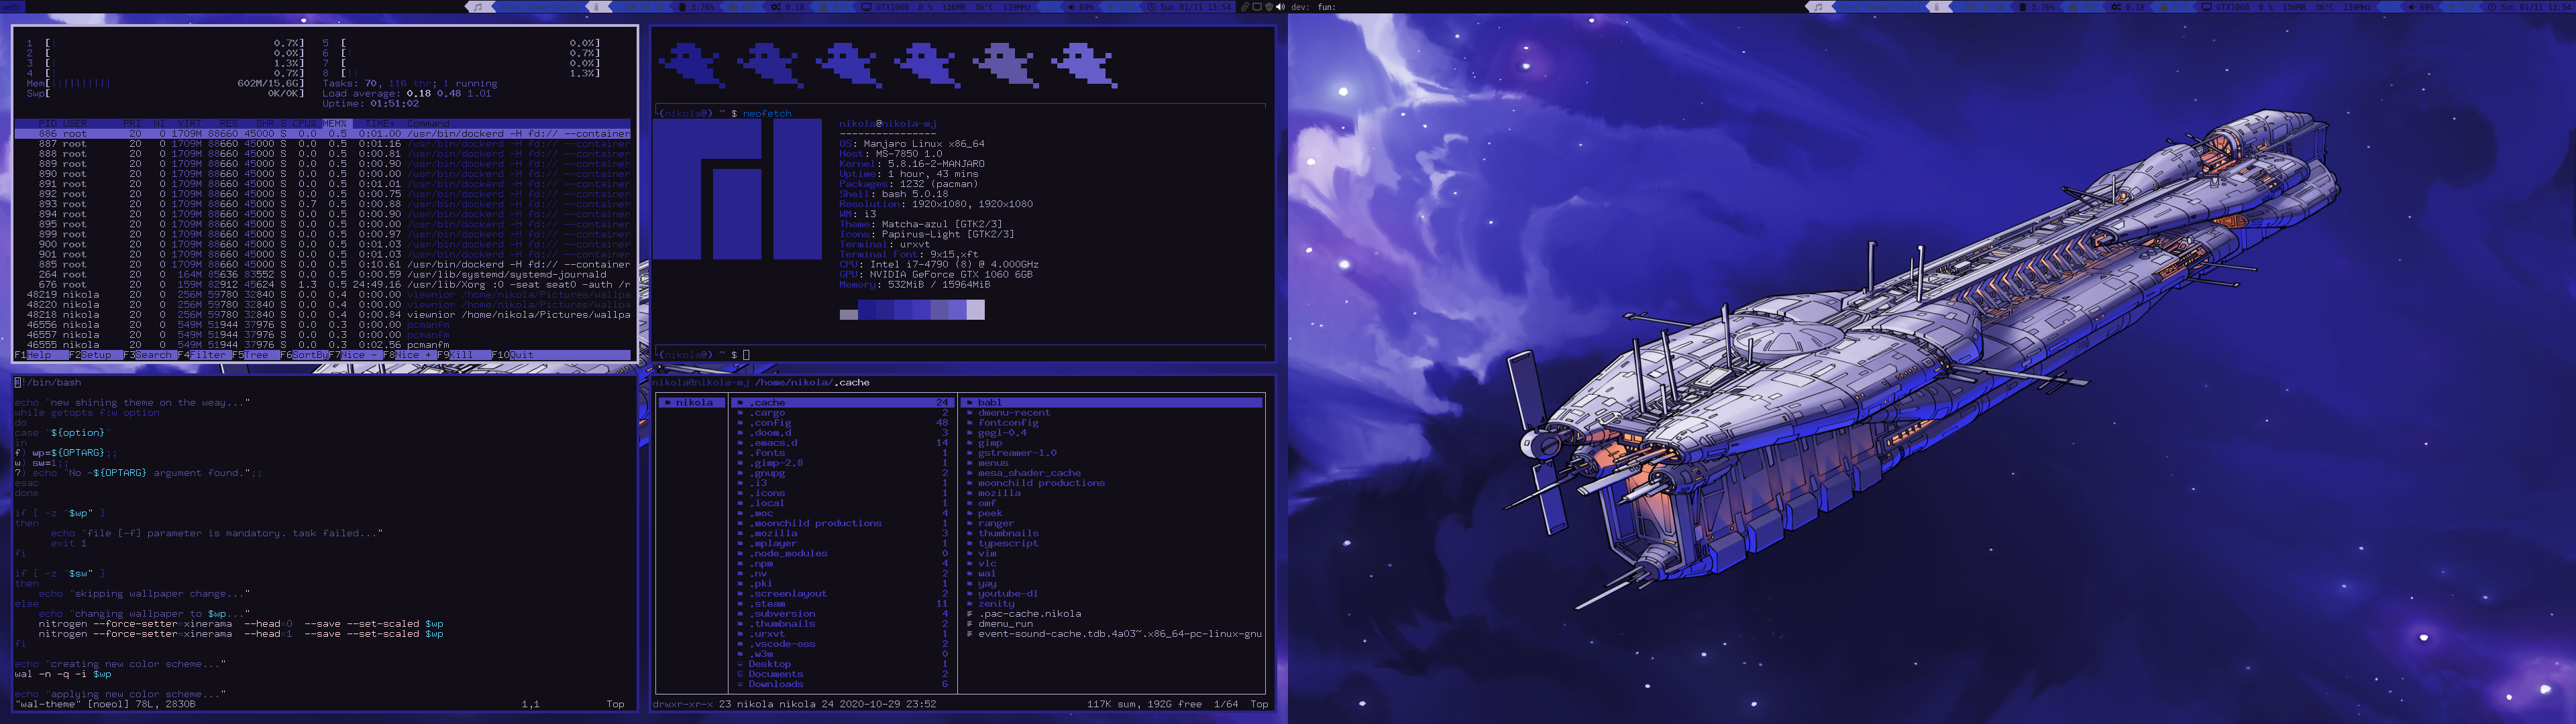 web:
3.76%
0.18
GTX1060 0 % 136MB 36°C 139MHz
69%
Sun 01/11 13:54
dev: fun:
3.76%
0.18
GTX1060 0 % 136MB 36°C 139MHz
69%
Sun 01/11 13:54
1 [ 0.7%] 5 [ 0.0%]
2 [ 0.0%] 6 [ 0.7%]
3 [ 1.3%] 7 [ 0.0%]
4 [ 0.7%] 8 [ 1.3%]
Mem[|||||||||| 602M/15.6G] Tasks: 70, 116 thr; 1 running
Swp[ 0K/0K] Load average: 0.18 0.48 1.01
Uptime: 01:51:02
PID USER PRI NI VIRT RES SHR S CPU% MEM% TIME+ Command
886 root 20 0 1709M 88660 45000 S 0.0 0.5 0:01.00 /usr/bin/dockerd -H fd:// --container
887 root 20 0 1709M 88660 45000 S 0.0 0.5 0:01.16 /usr/bin/dockerd -H fd:// --container
888 root 20 0 1709M 88660 45000 S 0.0 0.5 0:00.81 /usr/bin/dockerd -H fd:// --container
889 root 20 0 1709M 88660 45000 S 0.0 0.5 0:00.90 /usr/bin/dockerd -H fd:// --container
890 root 20 0 1709M 88660 45000 S 0.0 0.5 0:00.00 /usr/bin/dockerd -H fd:// --container
891 root 20 0 1709M 88660 45000 S 0.0 0.5 0:01.01 /usr/bin/dockerd -H fd:// --container
892 root 20 0 1709M 88660 45000 S 0.0 0.5 0:00.75 /usr/bin/dockerd -H fd:// --container
893 root 20 0 1709M 88660 45000 S 0.7 0.5 0:00.88 /usr/bin/dockerd -H fd:// --container
894 root 20 0 1709M 88660 45000 S 0.0 0.5 0:00.90 /usr/bin/dockerd -H fd:// --container
895 root 20 0 1709M 88660 45000 S 0.0 0.5 0:00.00 /usr/bin/dockerd -H fd:// --container
899 root 20 0 1709M 88660 45000 S 0.0 0.5 0:00.97 /usr/bin/dockerd -H fd:// --container
900 root 20 0 1709M 88660 45000 S 0.0 0.5 0:01.03 /usr/bin/dockerd -H fd:// --container
901 root 20 0 1709M 88660 45000 S 0.0 0.5 0:01.03 /usr/bin/dockerd -H fd:// --container
885 root 20 0 1709M 88660 45000 S 0.0 0.5 0:10.61 /usr/bin/dockerd -H fd:// --container
264 root 20 0 164M 85636 83552 S 0.0 0.5 0:00.59 /usr/lib/systemd/systemd-journald
676 root 20 0 159M 82912 45624 S 1.3 0.5 24:49.16 /usr/lib/Xorg :0 -seat seat0 -auth /r
48219 nikola 20 0 256M 59780 32840 S 0.0 0.4 0:00.00 viewnior /home/nikola/Pictures/wallpa
48220 nikola 20 0 256M 59780 32840 S 0.0 0.4 0:00.00 viewnior /home/nikola/Pictures/wallpa
48218 nikola 20 0 256M 59780 32840 S 0.0 0.4 0:00.84 viewnior /home/nikola/Pictures/wallpa
46556 nikola 20 0 549M 51944 37976 S 0.0 0.3 0:00.00 pcmanfm
46557 nikola 20 0 549M 51944 37976 S 0.0 0.3 0:00.00 pcmanfm
46555 nikola 20 0 549M 51944 37976 S 0.0 0.3 0:02.56 pcmanfm
F1Help F2Setup F3Search F4Filter F5Tree F6SortBy F7Nice - F8Nice + F9Kill F10Quit
(nikola@) ~ $ neofetch
nikola@nikola-mj
----------------
OS: Manjaro Linux x86_64
Host: MS-7850 1.0
Kernel: 5.8.16-2-MANJARO
Uptime: 1 hour, 43 mins
Packages: 1232 (pacman)
Shell: bash 5.0.18
Resolution: 1920x1080, 1920x1080
WM: i3
Theme: Matcha-azul [GTK2/3]
Icons: Papirus-Light [GTK2/3]
Terminal: urxvt
Terminal Font: 9x15,xft
CPU: Intel i7-4790 (8) @ 4.000GHz
GPU: NVIDIA GeForce GTX 1060 6GB
Memory: 532MiB / 15964MiB
(nikola@) ~ $
#!/bin/bash
echo "new shining theme on the weay..."
while getopts f:w option
do
case "${option}"
in
f) wp=${OPTARG};;
w) sw=1;;
?) echo "No -${OPTARG} argument found.";;
esac
done
if [ -z "$wp" ]
then
echo "file [-f] parameter is mandatory. task failed..."
exit 1
fi
if [ -z "$sw" ]
then
echo "skipping wallpaper change..."
else
echo "changing wallpaper to $wp..."
nitrogen --force-setter=xinerama --head=0 --save --set-scaled $wp
nitrogen --force-setter=xinerama --head=1 --save --set-scaled $wp
fi
echo "creating new color scheme..."
wal -n -q -i $wp
echo "applying new color scheme..."
"wal-theme" [noeol] 78L, 2830B 1,1 Top
nikola@nikola-mj /home/nikola/.cache
nikola .cache 24 babl
.cargo 2 dmenu-recent
.config 48 fontconfig
.doom.d 3 gegl-0.4
.emacs.d 14 gimp
.fonts 1 gstreamer-1.0
.gimp-2.8 1 menus
.gnupg 2 mesa_shader_cache
.i3 1 moonchild productions
.icons 1 mozilla
.local 1 omf
.moc 4 peek
.moonchild productions 1 ranger
.mozilla 3 thumbnails
.mplayer 1 typescript
.node_modules 0 vim
.npm 4 vlc
.nv 2 wal
.pki 1 yay
.screenlayout 2 youtube-dl
.steam 11 zenity
.subversion 4 .pac-cache.nikola
.thumbnails 2 dmenu_run
.urxvt 1 event-sound-cache.tdb.4a03~.x86_64-pc-linux-gnu
.vscode-oss 2
.w3m 0
Desktop 1
Documents 2
Downloads 6
drwxr-xr-x 23 nikola nikola 24 2020-10-29 23:52 117K sum, 192G free 1/64 Top